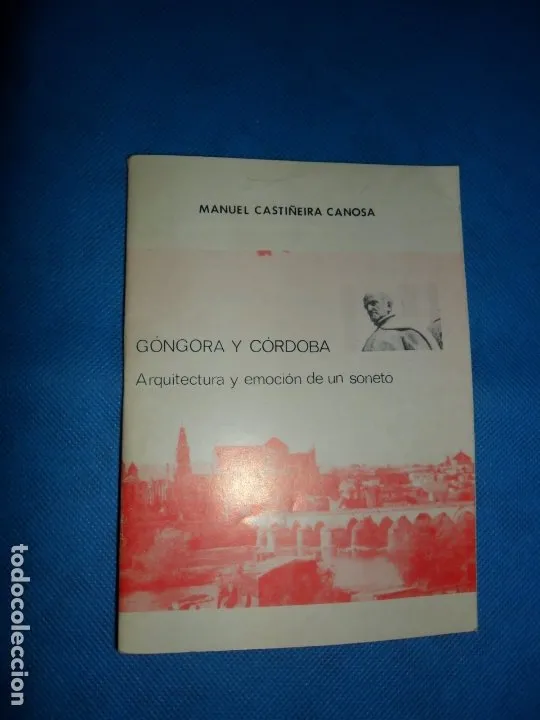 MANUEL CASTIÑEIRA CANOSA
GÓNGORA Y CÓRDOBA
Arquitectura y emoción de un soneto
todocoleccion